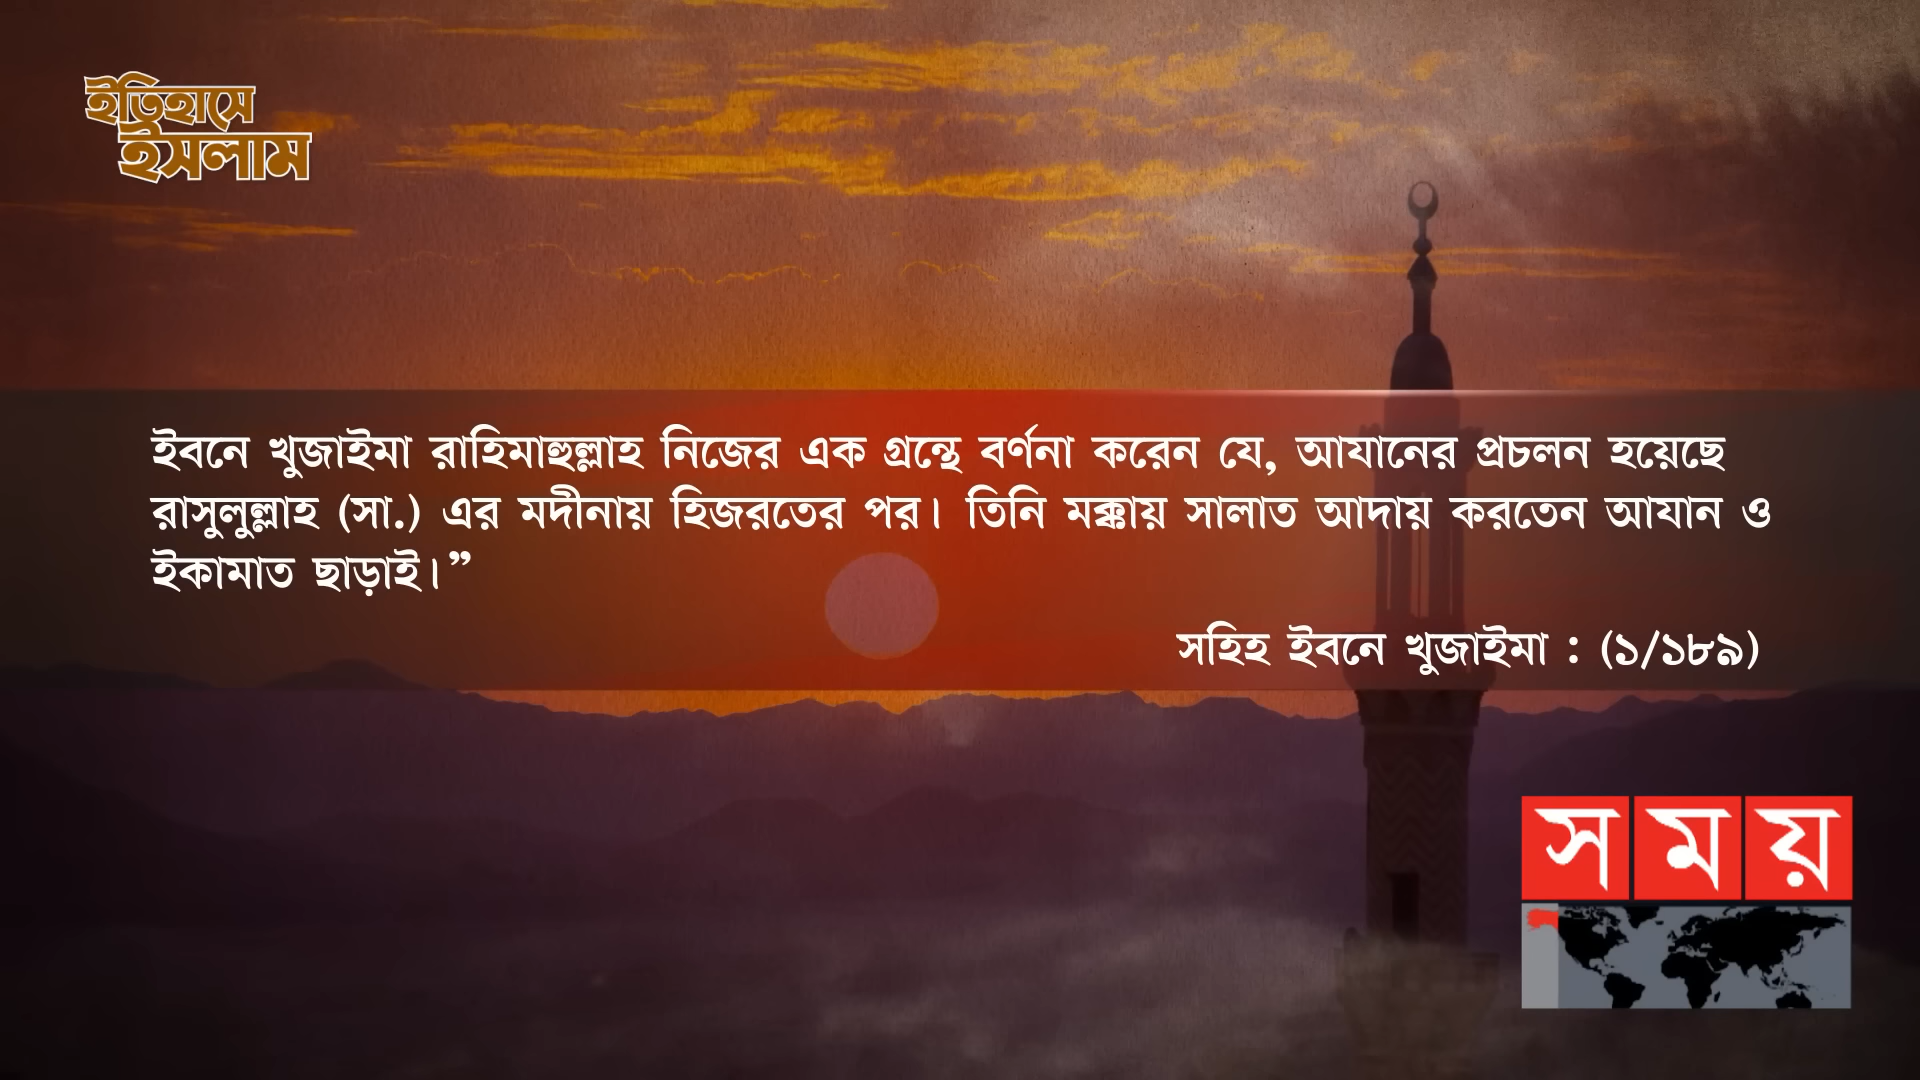 ইতিহাসে
ইসলাম
ইবনে খুজাইমা রাহিমাহুল্লাহ নিজের এক গ্রন্থে বর্ণনা করেন যে, আযানের প্রচলন হয়েছে
রাসুলুল্লাহ (সা.) এর মদীনায় হিজরতের পর। তিনি মক্কায় সালাত আদায় করতেন আযান ও
ইকামাত ছাড়াই।”
সহিহ ইবনে খুজাইমা : (১/১৮৯)
সময়